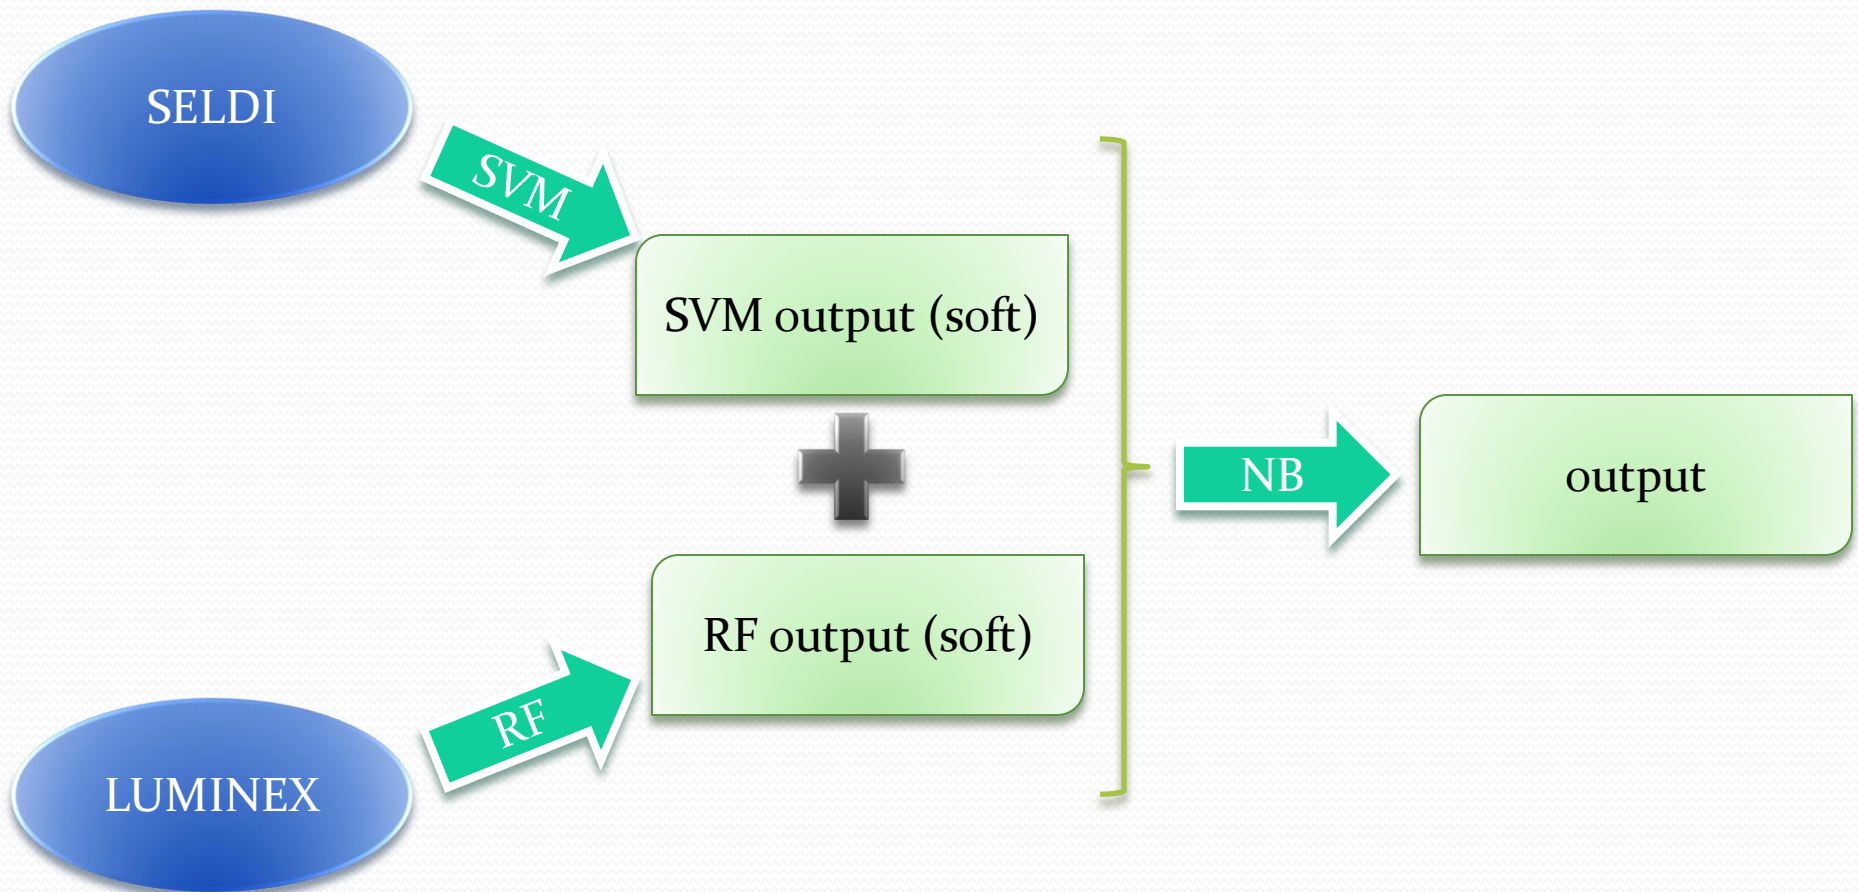 SELDI
SVM
SVM output (soft)
NB
output
RF output (soft)
RF
LUMINEX